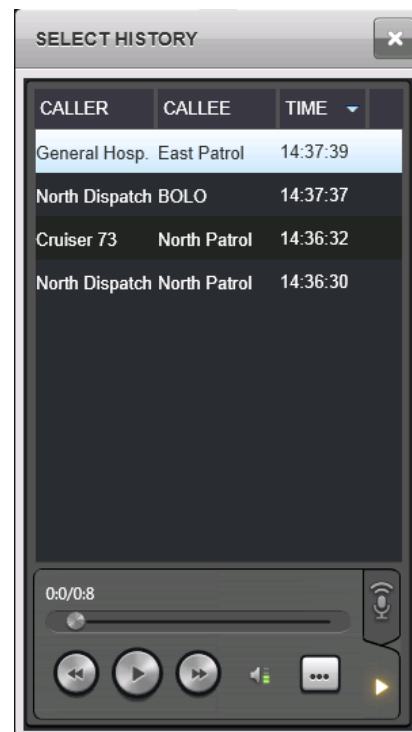 SELECT HISTORY
CALLER CALLEE TIME
General Hosp. East Patrol 14:37:39
North Dispatch BOLO 14:37:37
Cruiser 73 North Patrol 14:36:32
North Dispatch North Patrol 14:36:30
0:0/0:8